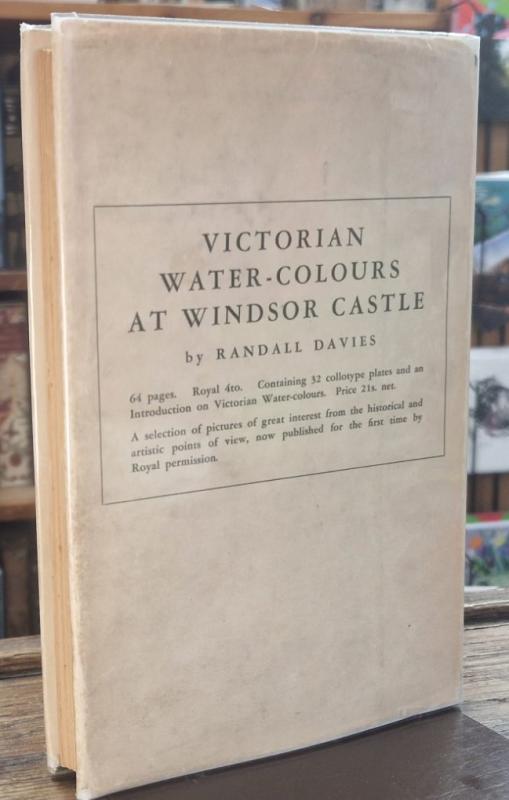 VICTORIAN
WATER-COLOURS
AT WINDSOR CASTLE
by RANDALL DAVIES
64 pages. Royal 4to. Containing 32 collotype plates and an
Introduction on Victorian Water-colours. Price 21s. net.
A selection of pictures of great interest from the historical and
artistic points of view, now published for the first time by
Royal permission.